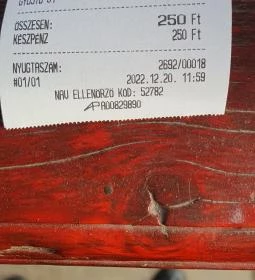 ÖSSZESEN: 250 Ft
KÉSZPÉNZ 250 Ft
NYUGTASZÁM: 2692/00018
#01/01 2022.12.20. 11:59
NAV ELLENŐRZŐ KÓD: 52782
AP A00829890